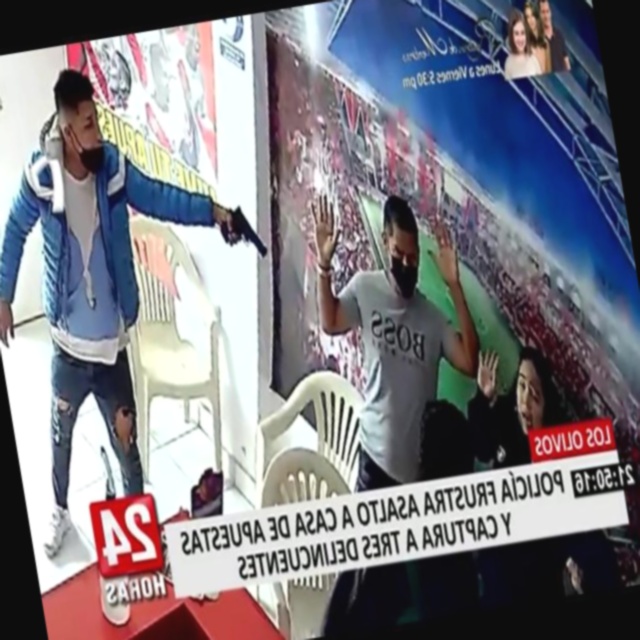 Lunes a Viernes 5:30 pm
BOSS
LOS OLIVOS
21:50:16
POLICÍA FRUSTRA ASALTO A CASA DE APUESTAS
Y CAPTURA A TRES DELINCUENTES
24
HORAS